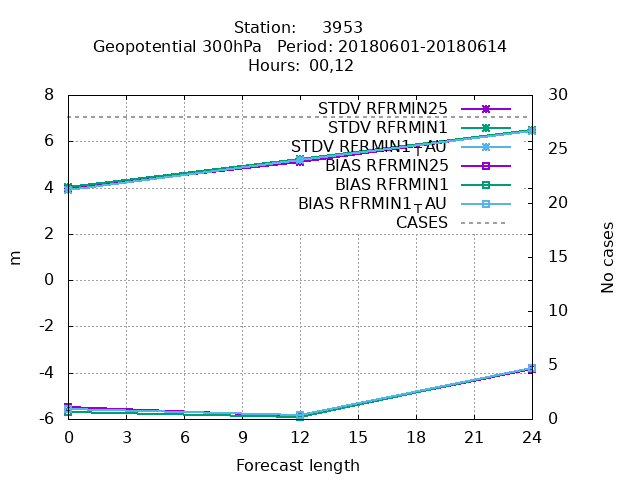 Station:     3953
Geopotential 300hPa   Period: 20180601-20180614
Hours:  00,12
STDV RFRMIN25
STDV RFRMIN1
STDV RFRMIN1TAU
BIAS RFRMIN25
BIAS RFRMIN1
BIAS RFRMIN1TAU
CASES
8
6
4
2
0
-2
-4
-6
m
30
25
20
15
10
5
0
No cases
0 3 6 9 12 15 18 21 24
Forecast length